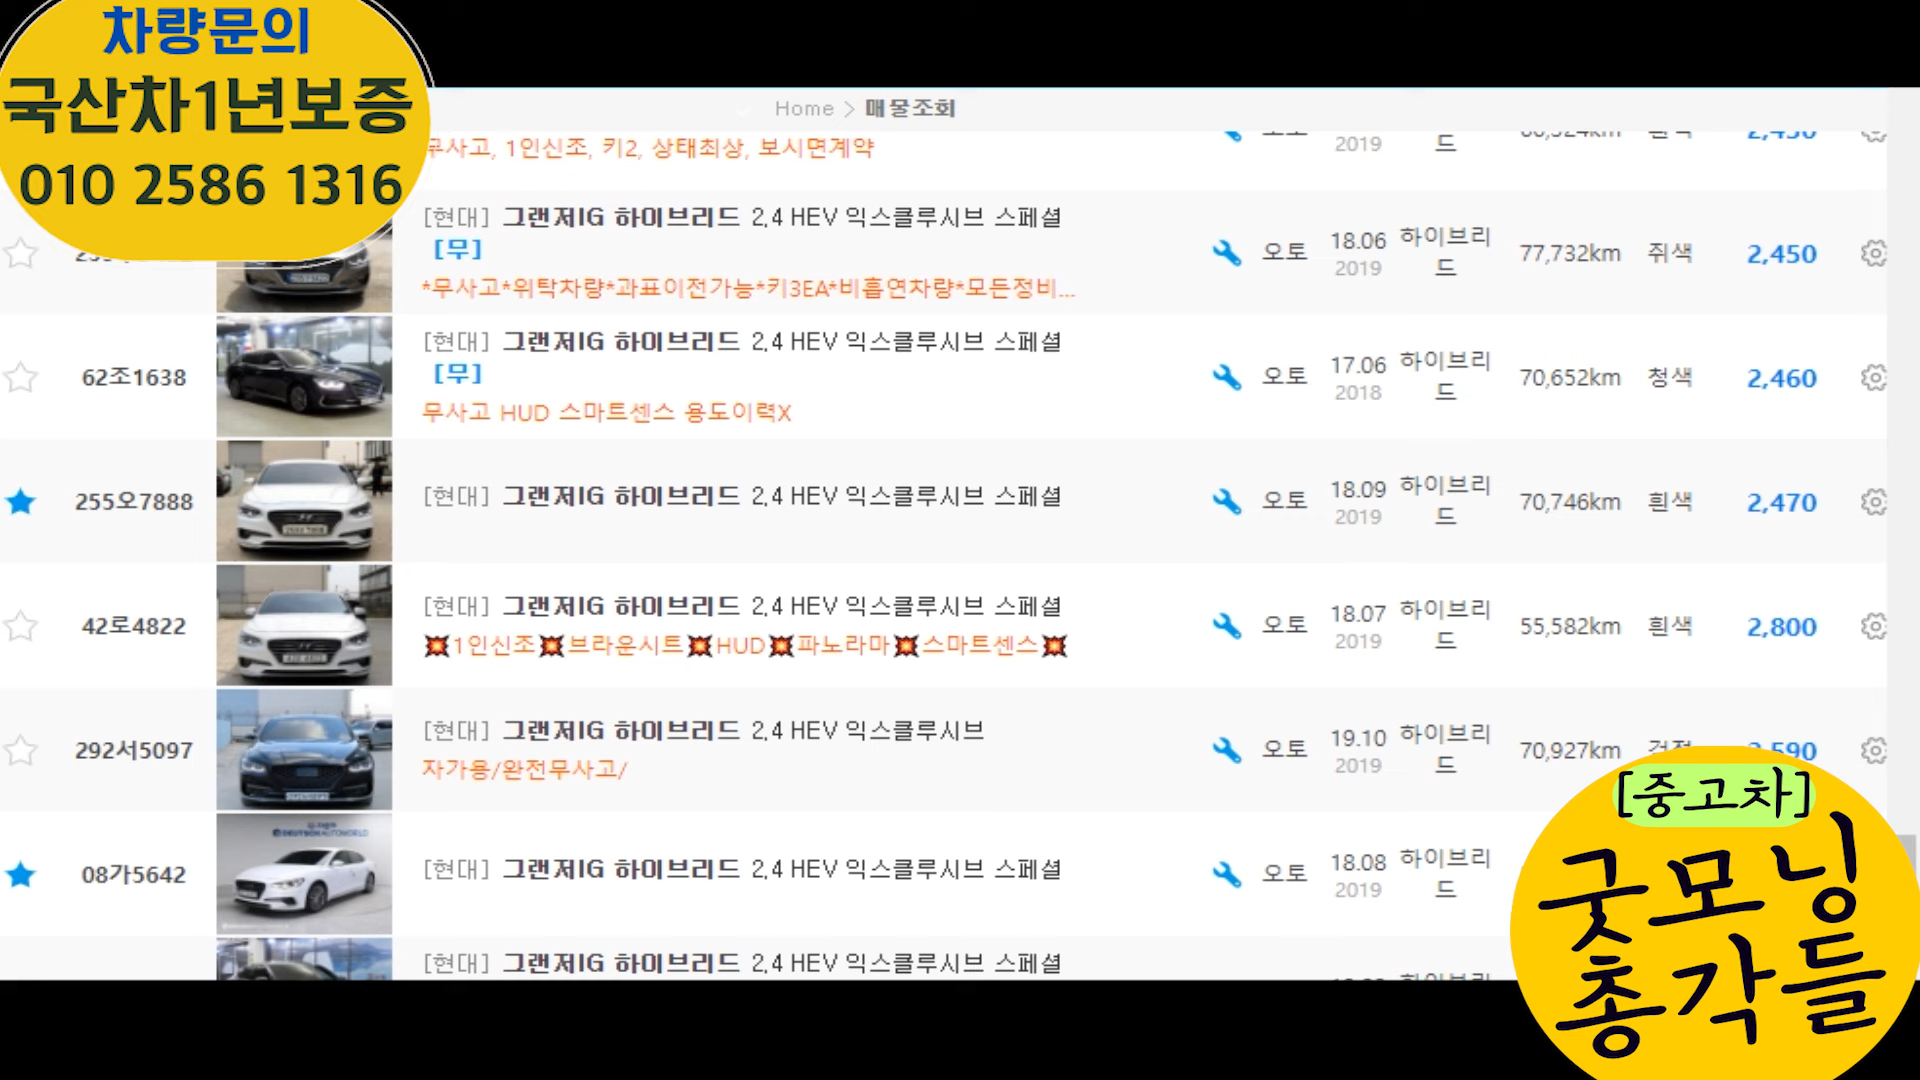 차량문의
국산차1년보증
010 2586 1316
Home > 매물조회
무사고, 1인신조, 키2, 상태최상, 보시면계약
2019
드
[현대] 그랜저IG 하이브리드 2.4 HEV 익스클루시브 스페셜
[무]
*무사고*위탁차량*과표이전가능*키3EA*비흡연차량*모든정비...
오토
18.06
2019
하이브리
드
77,732km
쥐색
2,450
62조1638
[현대] 그랜저IG 하이브리드 2.4 HEV 익스클루시브 스페셜
[무]
무사고 HUD 스마트센스 용도이력X
오토
17.06
2018
하이브리
드
70,652km
청색
2,460
255오7888
[현대] 그랜저IG 하이브리드 2.4 HEV 익스클루시브 스페셜
오토
18.09
2019
하이브리
드
70,746km
흰색
2,470
42로4822
[현대] 그랜저IG 하이브리드 2.4 HEV 익스클루시브 스페셜
💥1인신조💥브라운시트💥HUD💥파노라마💥스마트센스💥
오토
18.07
2019
하이브리
드
55,582km
흰색
2,800
292서5097
[현대] 그랜저IG 하이브리드 2.4 HEV 익스클루시브
자가용/완전무사고/
오토
19.10
2019
하이브리
드
70,927km
08가5642
[현대] 그랜저IG 하이브리드 2.4 HEV 익스클루시브 스페셜
오토
18.08
2019
하이브리
드
[현대] 그랜저IG 하이브리드 2.4 HEV 익스클루시브 스페셜
[중고차]
굿모닝
총각들